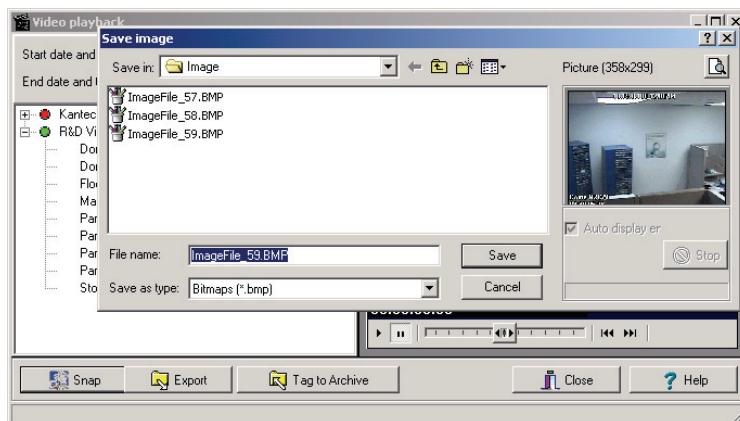 Video playback
Save image
Start date and
End date and
Save in: Image
Picture (358x299)
ImageFile_57.BMP
ImageFile_58.BMP
ImageFile_59.BMP
Kantec
R&D Vi
Do
Do
Flo
Ma
Par
Par
Par
Par
Sto
Auto display er
Stop
File name: ImageFile_59.BMP
Save
Save as type: Bitmaps (*.bmp)
Cancel
Snap
Export
Tag to Archive
Close
Help